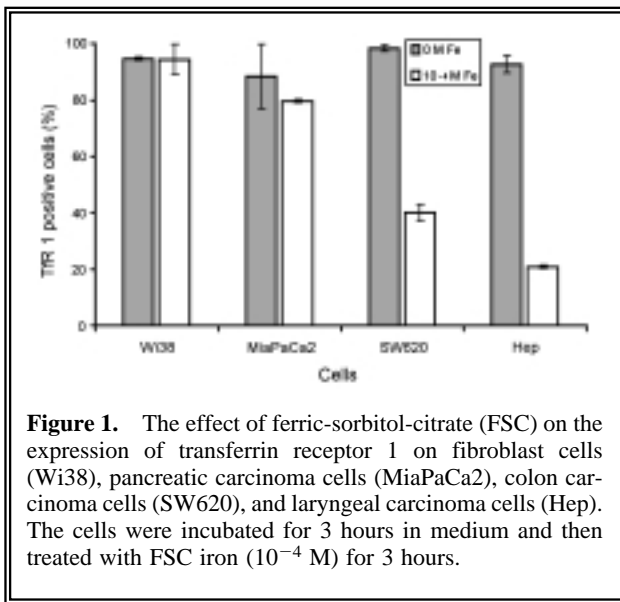 100
80
60
40
20
0
TfR 1 positive cells (%)
0 M Fe
10-4M Fe
Wi38
MiaPaCa2
SW620
Hep
Cells
Figure 1. The effect of ferric-sorbitol-citrate (FSC) on the
expression of transferrin receptor 1 on fibroblast cells
(Wi38), pancreatic carcinoma cells (MiaPaCa2), colon car-
cinoma cells (SW620), and laryngeal carcinoma cells (Hep).
The cells were incubated for 3 hours in medium and then
treated with FSC iron (10⁻⁴ M) for 3 hours.